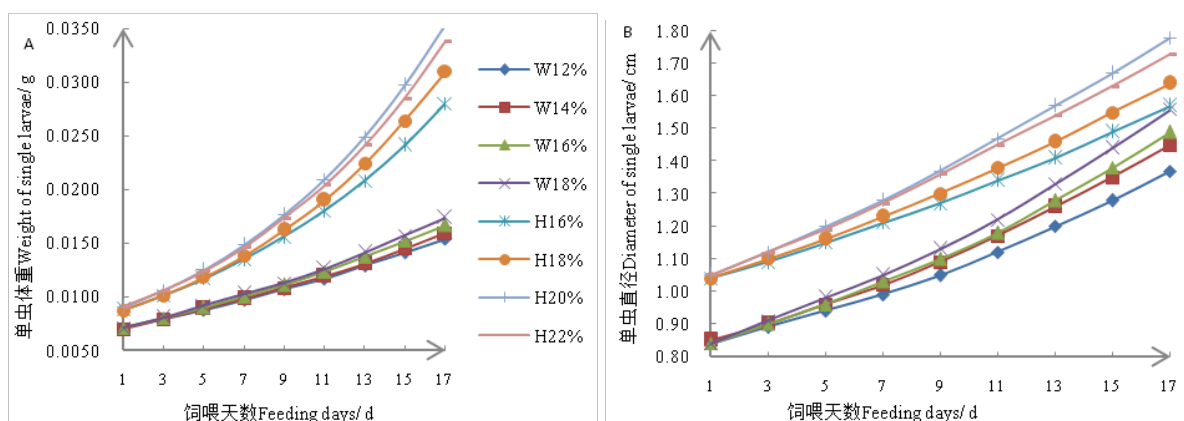 A
单虫体重Weight of single larvae/ g
0.0350
0.0300
0.0250
0.0200
0.0150
0.0100
0.0050
1 3 5 7 9 11 13 15 17
饲喂天数Feeding days/ d
W12%
W14%
W16%
W18%
H16%
H18%
H20%
H22%
B
单虫直径Diameter of single larvae/ cm
1.80
1.70
1.60
1.50
1.40
1.30
1.20
1.10
1.00
0.90
0.80
1 3 5 7 9 11 13 15 17
饲喂天数Feeding days/ d